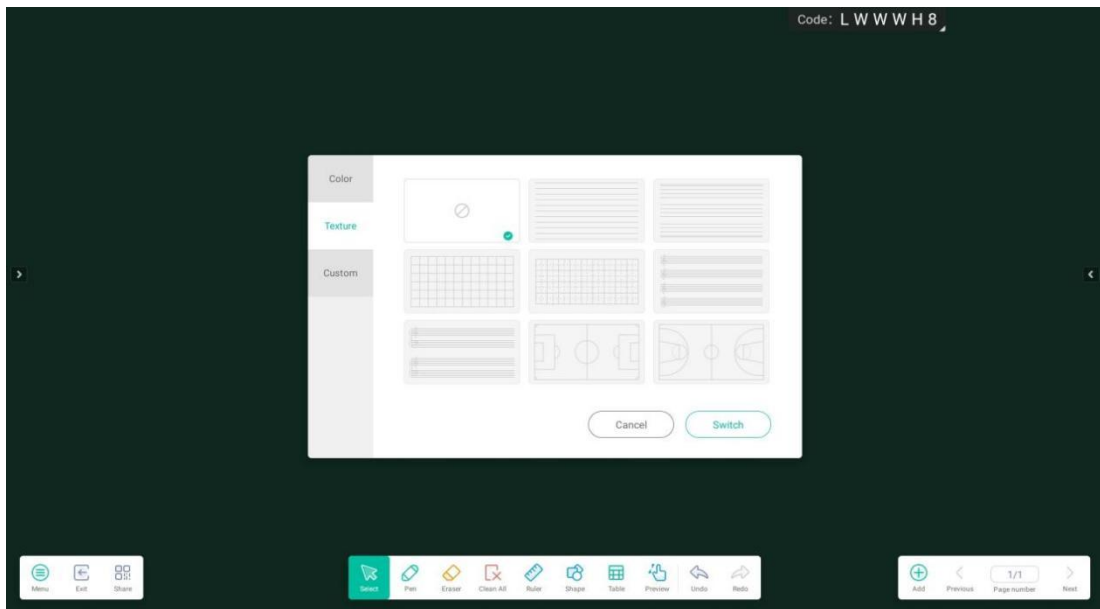 Code: LWWWH8
Color
Texture
Custom
Cancel Switch
Menu Exit Share
Select Pen Eraser Clean All Ruler Shape Table Preview Undo Redo
Add Previous 1/1 Page number Next